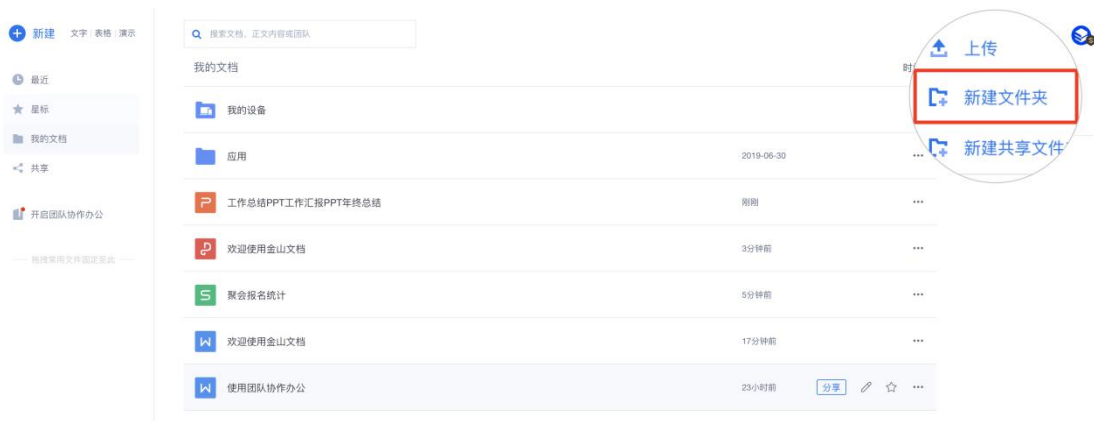 新建 文字 表格 演示
搜索文档、正文内容或团队
上传
最近
我的文档
新建文件夹
星标
我的设备
我的文档
新建共享文件
应用 2019-06-30
共享
工作总结PPT工作汇报PPT年终总结 刚刚
开启团队协作办公
欢迎使用金山文档 3分钟前
拖拽常用文件固定至此
聚会报名统计 5分钟前
欢迎使用金山文档 17分钟前
使用团队协作办公 23小时前 分享